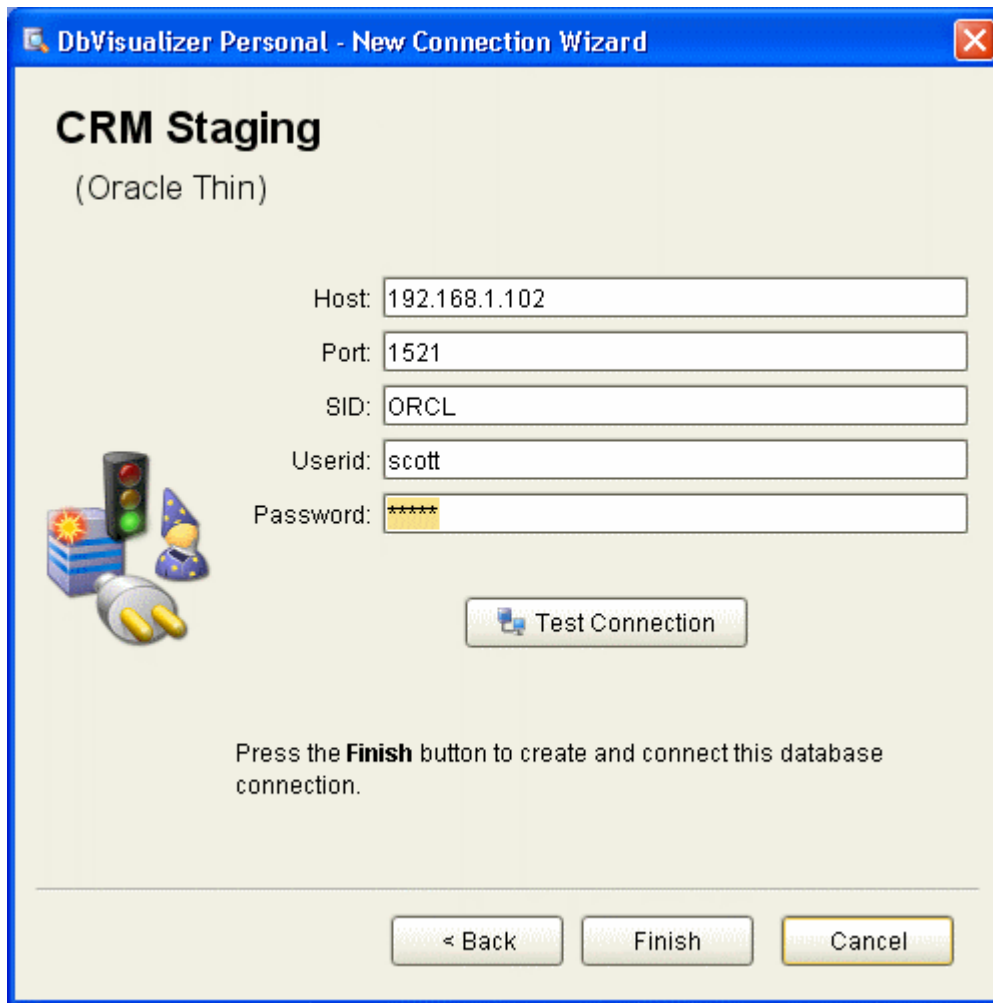 DbVisualizer Personal - New Connection Wizard
CRM Staging
(Oracle Thin)
Host: 192.168.1.102
Port: 1521
SID: ORCL
Userid: scott
Password: *****
Test Connection
Press the Finish button to create and connect this database
connection.
< Back Finish Cancel